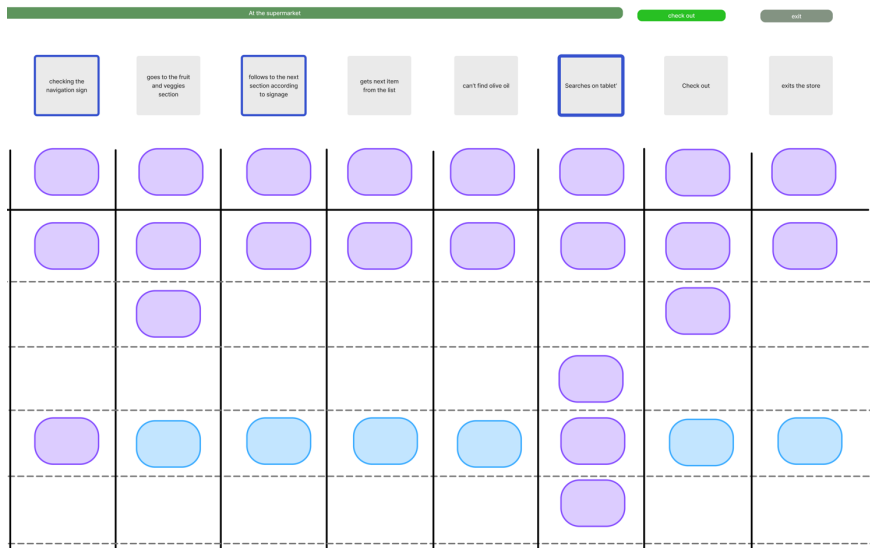 At the supermarket
check out
exit
checking the
navigation sign
goes to the fruit
and veggies
section
follows to the next
section according
to signage
gets next item
from the list
can't find olive oil
Searches on tablet'
Check out
exits the store